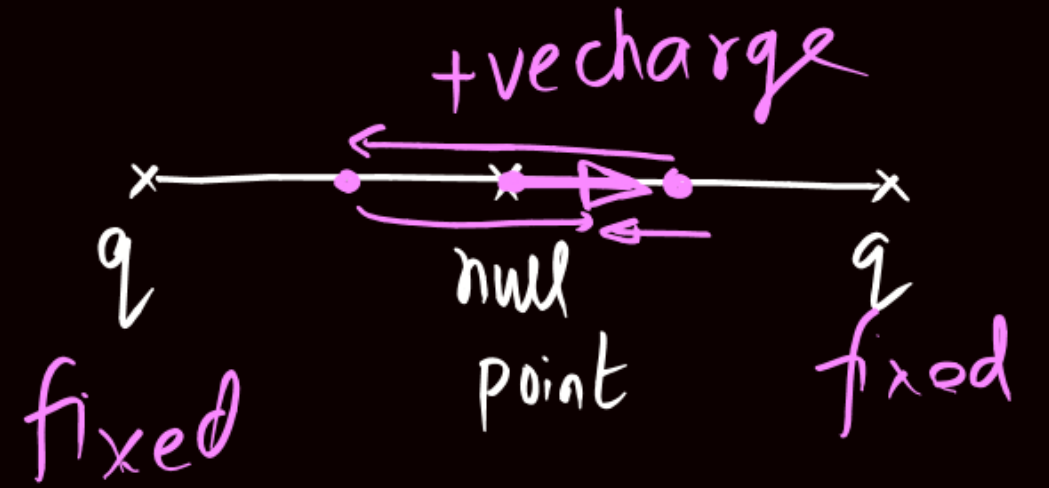 +vecharge
q
null
point
q
fixed
fixed